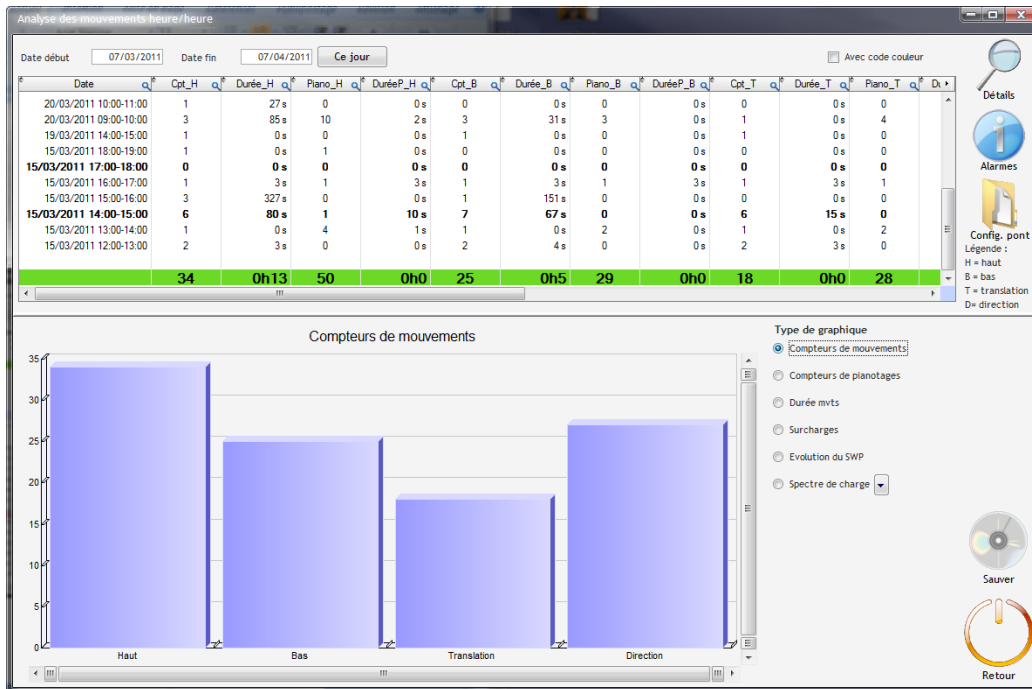 Analyse des mouvements heure/heure
Date début 07/03/2011 Date fin 07/04/2011 Ce jour Avec code couleur
Date Cpt_H Durée_H Piano_H DuréeP_H Cpt_B Durée_B Piano_B DuréeP_B Cpt_T Durée_T Piano_T
20/03/2011 10:00-11:00 1 27 s 0 0 s 0 0 s 0 0 s 0 0 s 0
20/03/2011 09:00-10:00 3 85 s 10 2 s 3 31 s 3 0 s 1 0 s 4
19/03/2011 14:00-15:00 1 0 s 0 0 s 1 0 s 0 0 s 1 0 s 0
15/03/2011 18:00-19:00 1 0 s 1 0 s 0 0 s 0 0 s 0 0 s 0
15/03/2011 17:00-18:00 0 0 s 0 0 s 0 0 s 0 0 s 0 0 s 0
15/03/2011 16:00-17:00 1 3 s 1 3 s 1 3 s 1 3 s 1 3 s 1
15/03/2011 15:00-16:00 3 327 s 0 0 s 1 151 s 0 0 s 0 0 s 0
15/03/2011 14:00-15:00 6 80 s 1 10 s 7 67 s 0 0 s 6 15 s 0
15/03/2011 13:00-14:00 1 0 s 4 1 s 1 0 s 2 0 s 1 0 s 2
15/03/2011 12:00-13:00 2 3 s 0 0 s 2 4 s 0 0 s 2 3 s 0
34 0h13 50 0h0 25 0h5 29 0h0 18 0h0 28
Détails
Alarmes
Config. pont
Légende :
H = haut
B = bas
T = translation
D= direction
Compteurs de mouvements
35
30
25
20
15
10
5
0
Haut Bas Translation Direction
Type de graphique
Compteurs de mouvements
Compteurs de pianotages
Durée mvts
Surcharges
Evolution du SWP
Spectre de charge
Sauver
Retour